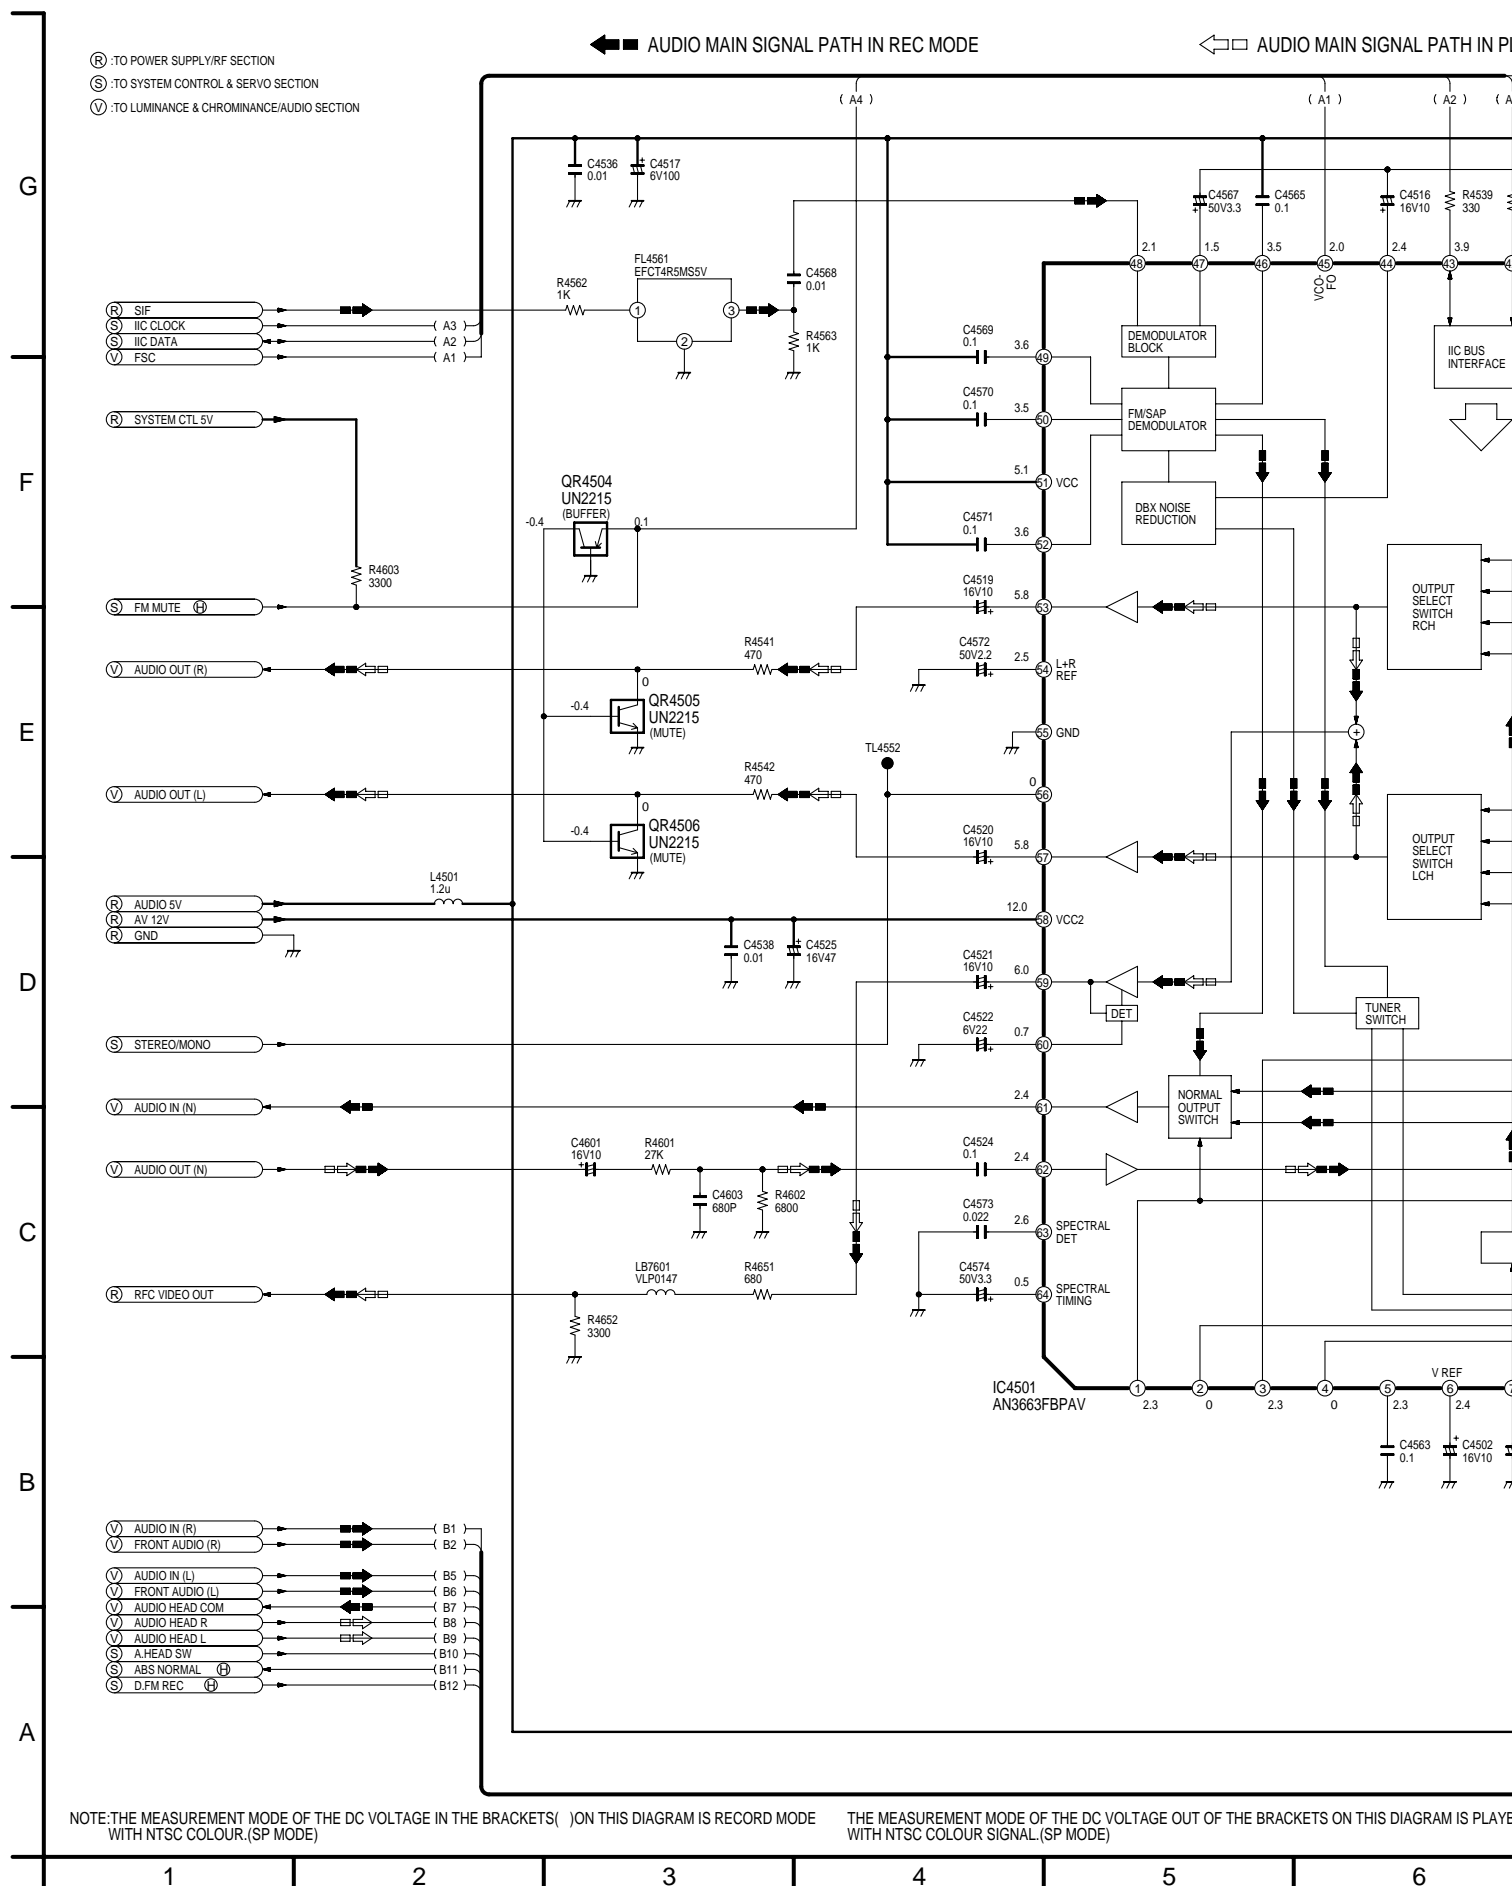 AUDIO MAIN SIGNAL PATH IN REC MODE
AUDIO MAIN SIGNAL PATH IN
R :TO POWER SUPPLY/RF SECTION
S :TO SYSTEM CONTROL & SERVO SECTION
V :TO LUMINANCE & CHROMINANCE/AUDIO SECTION
( A4 )
( A1 )
( A2 )
G
C4536
0.01
+
C4517
6V100
C4567
50V3.3
+
C4565
0.1
C4516
16V10
+
R4539
330
2.1
1.5
3.5
2.0
2.4
3.9
48
47
46
45
44
43
VCO-
FO
FL4561
EFCT4R5MS5V
R4562
1K
1
3
2
C4568
0.01
R4563
1K
R SIF
S IIC CLOCK
( A3 )
S IIC DATA
( A2 )
V FSC
( A1 )
DEMODULATOR
BLOCK
IIC BUS
INTERFACE
C4569
0.1
3.6
49
C4570
0.1
3.5
50
FM/SAP
DEMODULATOR
R SYSTEM CTL 5V
F
5.1
51 VCC
QR4504
UN2215
(BUFFER)
-0.4
0.1
DBX NOISE
REDUCTION
C4571
0.1
3.6
52
R4603
3300
C4519
16V10
+
5.8
53
OUTPUT
SELECT
SWITCH
RCH
S FM MUTE H
R4541
470
C4572
50V2.2
+
2.5
54 L+R
REF
V AUDIO OUT (R)
0
QR4505
UN2215
(MUTE)
-0.4
E
55 GND
+
TL4552
R4542
470
0
56
V AUDIO OUT (L)
0
QR4506
UN2215
(MUTE)
-0.4
C4520
16V10
+
5.8
57
OUTPUT
SELECT
SWITCH
LCH
L4501
1.2u
R AUDIO 5V
R AV 12V
R GND
12.0
58 VCC2
C4538
0.01
+
C4525
16V47
D
C4521
16V10
+
6.0
59
DET
TUNER
SWITCH
C4522
6V22
+
0.7
60
S STEREO/MONO
NORMAL
OUTPUT
SWITCH
2.4
61
V AUDIO IN (N)
C4601
16V10
+
R4601
27K
C4524
0.1
2.4
62
V AUDIO OUT (N)
C4603
680P
R4602
6800
C4573
0.022
2.6
63 SPECTRAL
DET
C
LB7601
VLP0147
R4651
680
C4574
50V3.3
+
0.5
64 SPECTRAL
TIMING
R RFC VIDEO OUT
R4652
3300
IC4501
AN3663FBPAV
V REF
1
2
3
4
5
6
2.3
0
2.3
0
2.3
2.4
C4563
0.1
+
C4502
16V10
B
V AUDIO IN (R)
( B1 )
V FRONT AUDIO (R)
( B2 )
V AUDIO IN (L)
( B5 )
V FRONT AUDIO (L)
( B6 )
V AUDIO HEAD COM
( B7 )
V AUDIO HEAD R
( B8 )
V AUDIO HEAD L
( B9 )
S A.HEAD SW
( B10 )
S ABS NORMAL H
( B11 )
S D.FM REC H
( B12 )
A
NOTE:THE MEASUREMENT MODE OF THE DC VOLTAGE IN THE BRACKETS( )ON THIS DIAGRAM IS RECORD MODE
WITH NTSC COLOUR.(SP MODE)
THE MEASUREMENT MODE OF THE DC VOLTAGE OUT OF THE BRACKETS ON THIS DIAGRAM IS
WITH NTSC COLOUR SIGNAL.(SP MODE)
1
2
3
4
5
6